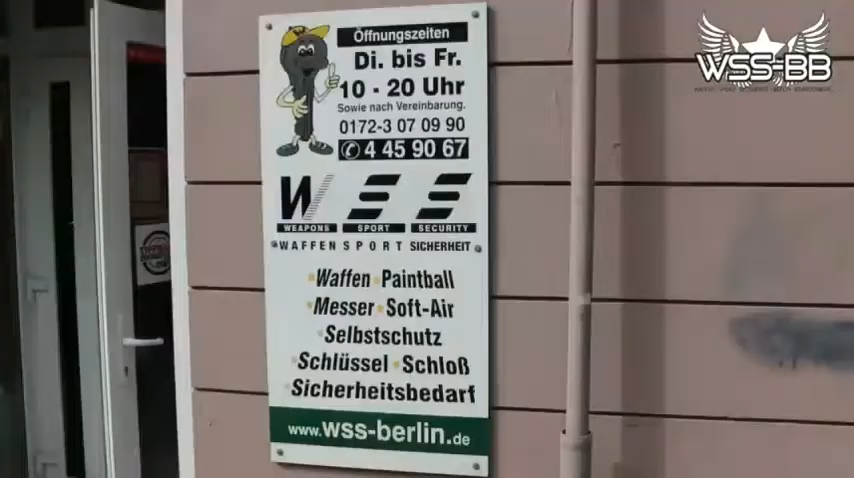 Öffnungszeiten
Di. bis Fr.
10 - 20 Uhr
Sowie nach Vereinbarung.
0172-3 07 09 90
4 45 90 67
WSS
WEAPONS SPORT SECURITY
WAFFEN SPORT SICHERHEIT
Waffen Paintball
Messer Soft-Air
Selbstschutz
Schlüssel Schloß
Sicherheitsbedarf
www.wss-berlin.de
WSS-BB